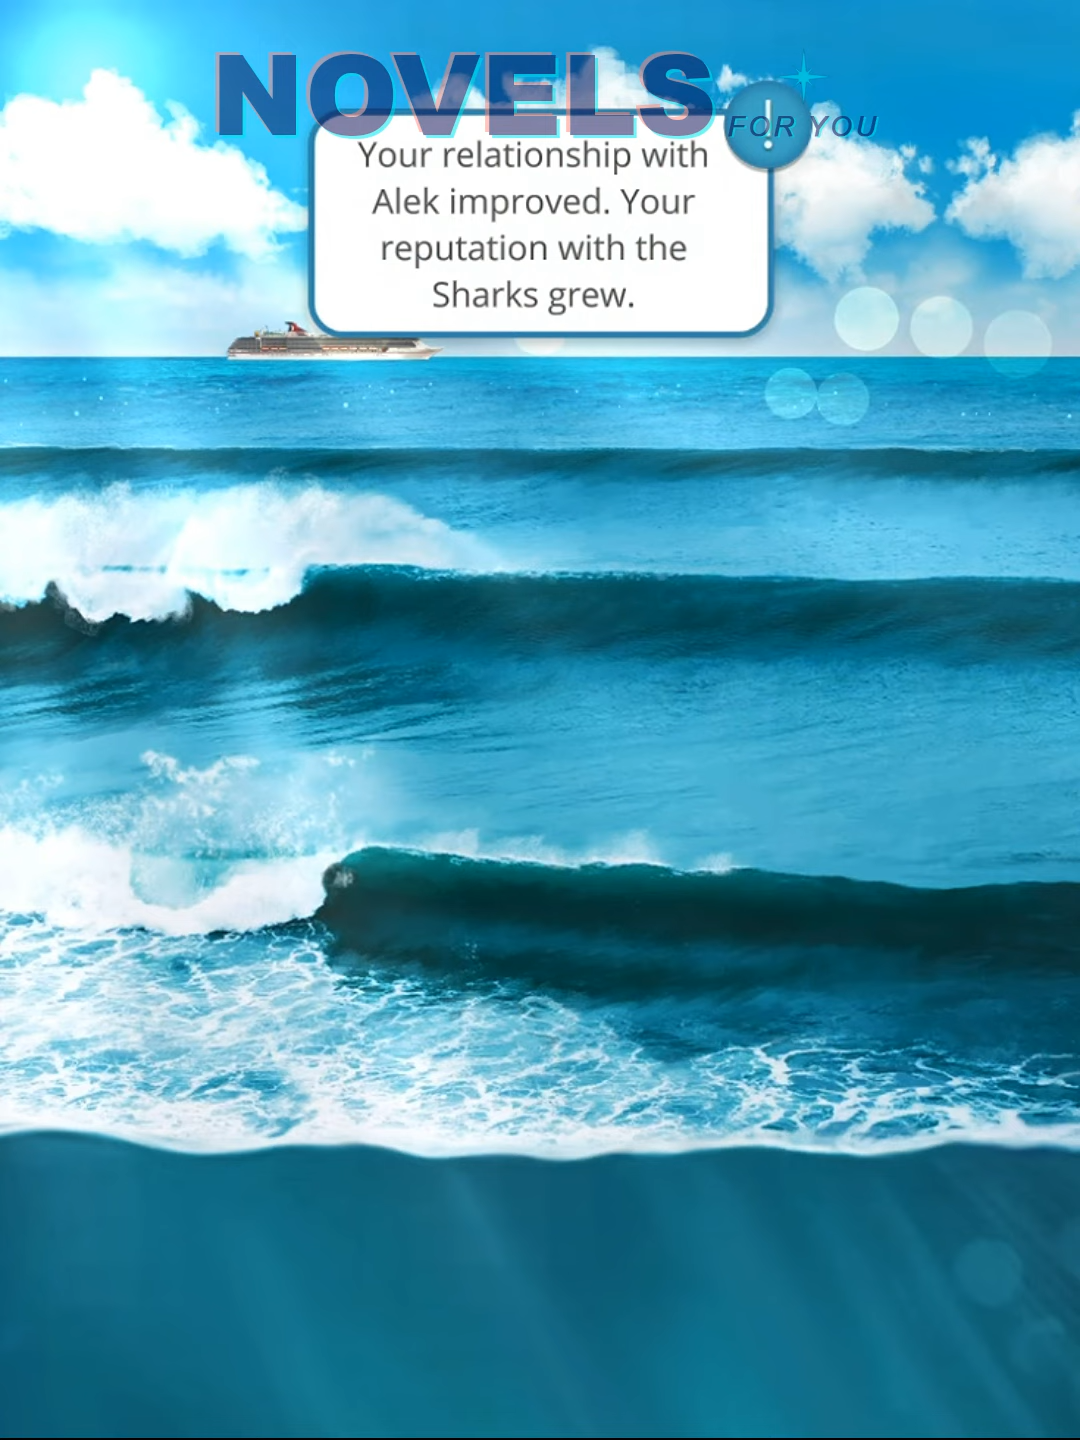 NOVELS
FOR YOU
!
Your relationship with
Alek improved. Your
reputation with the
Sharks grew.